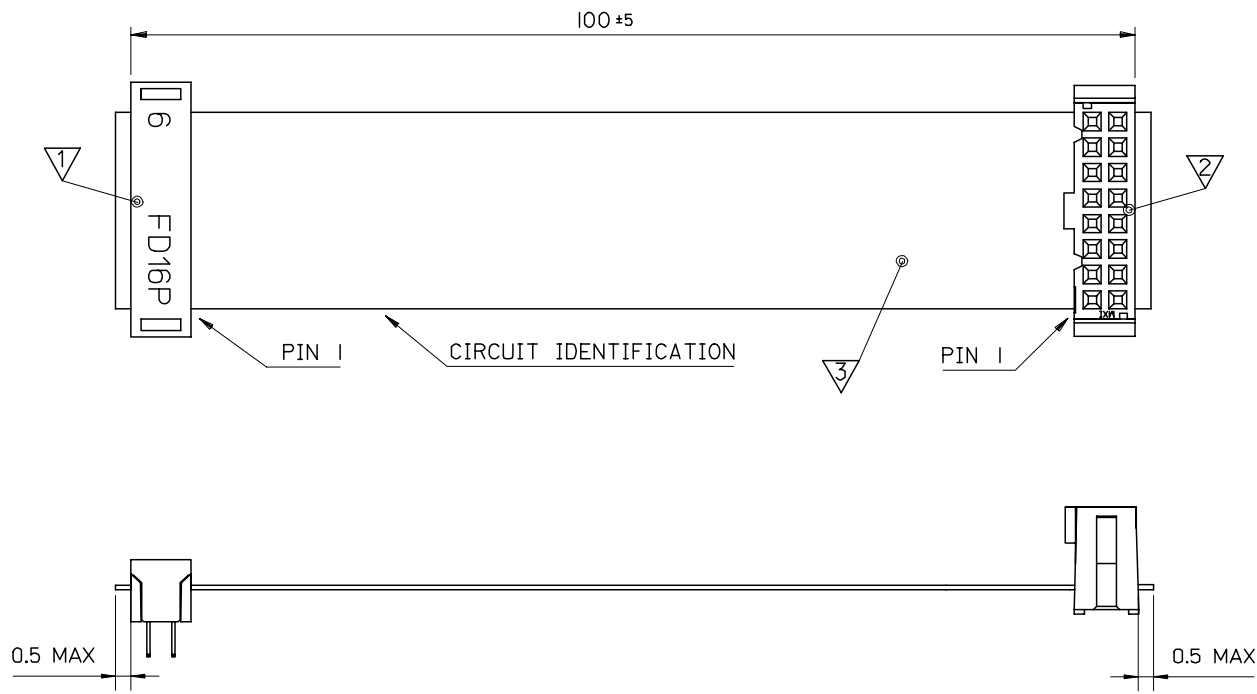 100 ±5
1
6
FD16P
2
MXI
PIN 1
CIRCUIT IDENTIFICATION
3
PIN 1
0.5 MAX
0.5 MAX